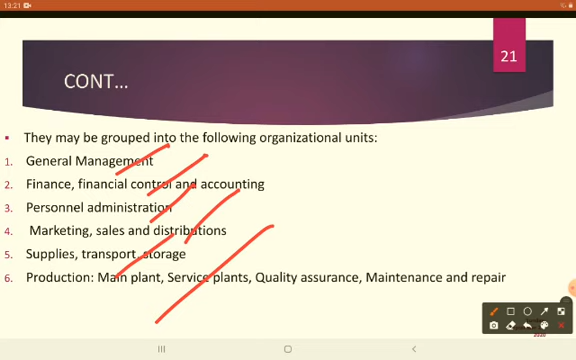 13:21
21
CONT…
▪ They may be grouped into the following organizational units:
1. General Management
2. Finance, financial control and accounting
3. Personnel administration
4. Marketing, sales and distributions
5. Supplies, transport, storage
6. Production: Main plant, Service plants, Quality assurance, Maintenance and repair
2020